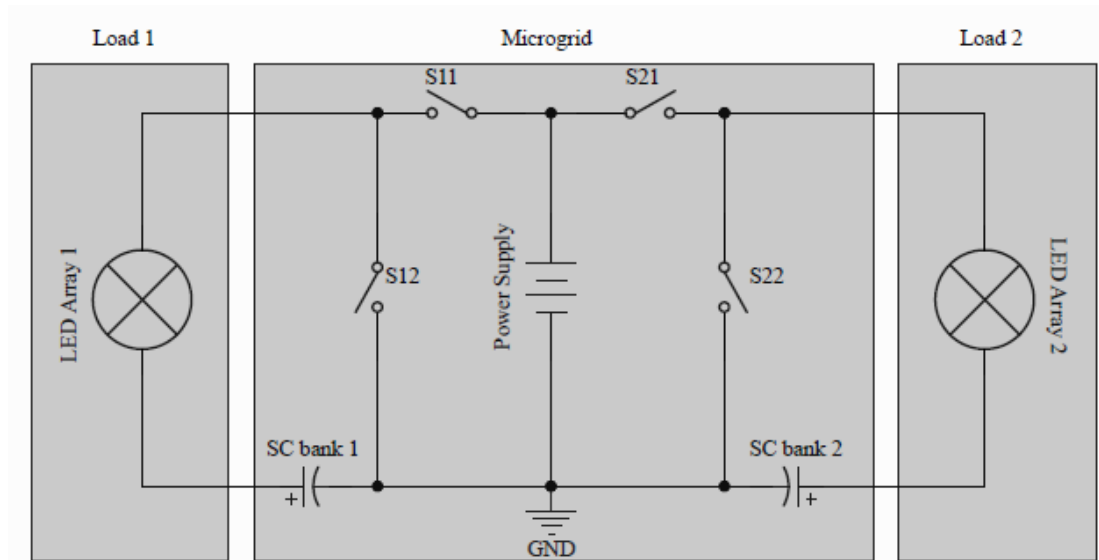 Load 1
Microgrid
Load 2
S11
S21
LED Array 1
S12
Power Supply
S22
LED Array 2
SC bank 1
SC bank 2
+
+
GND